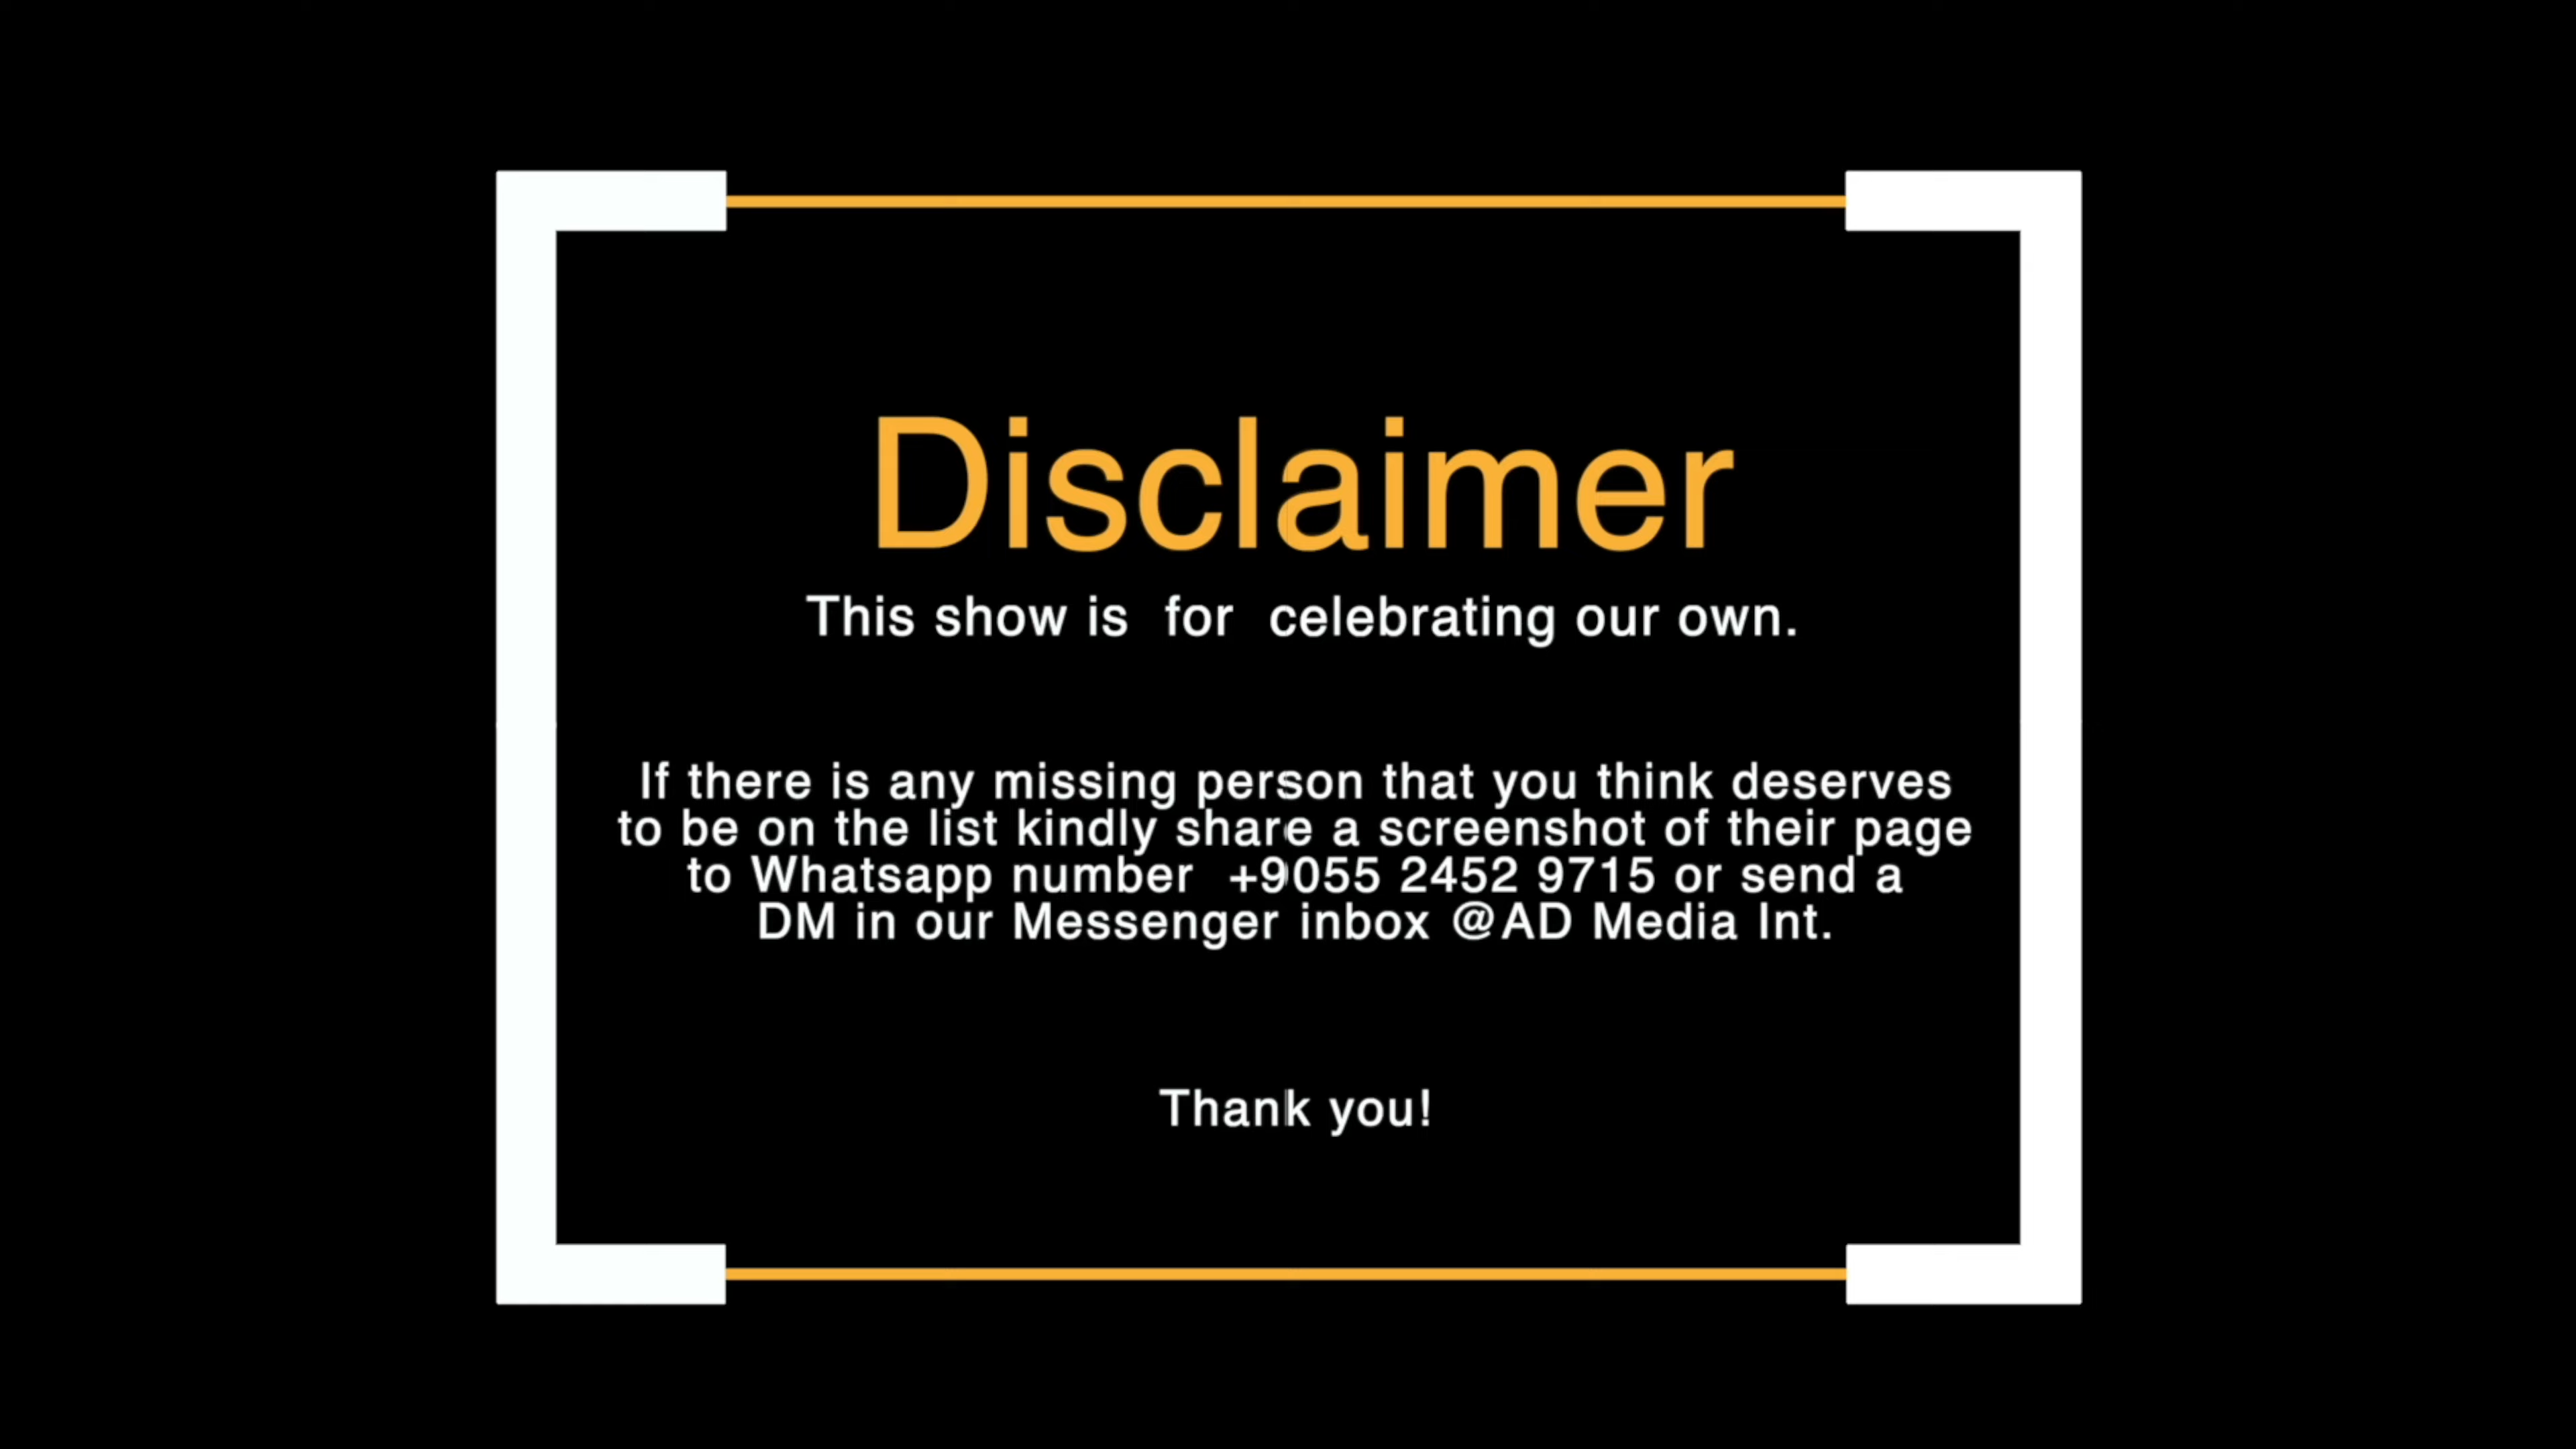 Disclaimer
This show is for celebrating our own.
If there is any missing person that you think deserves
to be on the list kindly share a screenshot of their page
to Whatsapp number +9055 2452 9715 or send a
DM in our Messenger inbox @AD Media Int.
Thank you!